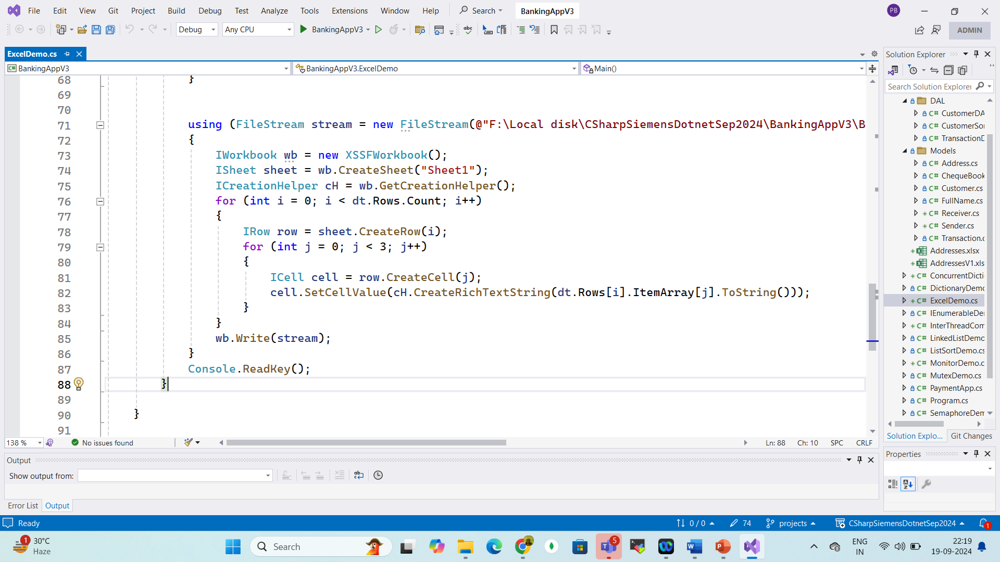 File Edit View Git Project Build Debug Test Analyze Tools Extensions Window Help Search BankingAppV3 PB
Debug Any CPU BankingAppV3 abc ADMIN
ExcelDemo.cs
BankingAppV3 BankingAppV3.ExcelDemo Main()
68 }
69
70
71 using (FileStream stream = new FileStream(@"F:\Local disk\CSharpSiemensDotnetSep2024\BankingAppV3\B
72 {
73 IWorkbook wb = new XSSFWorkbook();
74 ISheet sheet = wb.CreateSheet("Sheet1");
75 ICreationHelper cH = wb.GetCreationHelper();
76 for (int i = 0; i < dt.Rows.Count; i++)
77 {
78 IRow row = sheet.CreateRow(i);
79 for (int j = 0; j < 3; j++)
80 {
81 ICell cell = row.CreateCell(j);
82 cell.SetCellValue(cH.CreateRichTextString(dt.Rows[i].ItemArray[j].ToString()));
83 }
84 }
85 wb.Write(stream);
86 }
87 Console.ReadKey();
88 }
89
90 }
91
138 % No issues found Ln: 88 Ch: 10 SPC CRLF
Output
Show output from:
Error List Output
Solution Explorer
Search Solution Explorer
DAL
C# CustomerDA
C# CustomerSor
C# TransactionD
Models
C# Address.cs
C# ChequeBook
C# Customer.cs
C# FullName.cs
C# Receiver.cs
C# Sender.cs
C# Transaction.c
Addresses.xlsx
AddressesV1.xls
C# ConcurrentDicti
C# DictionaryDemo
C# ExcelDemo.cs
C# IEnumerableDer
C# InterThreadCom
C# LinkedListDemo
C# ListSortDemo.cs
C# MonitorDemo.c
C# MutexDemo.cs
C# PaymentApp.cs
C# Program.cs
C# SemaphoreDem
Solution Explo... Git Changes
Properties
Ready 0 / 0 74 projects CSharpSiemensDotnetSep2024 1
1 30°C
Haze
Search
5
ENG
IN
22:19
19-09-2024